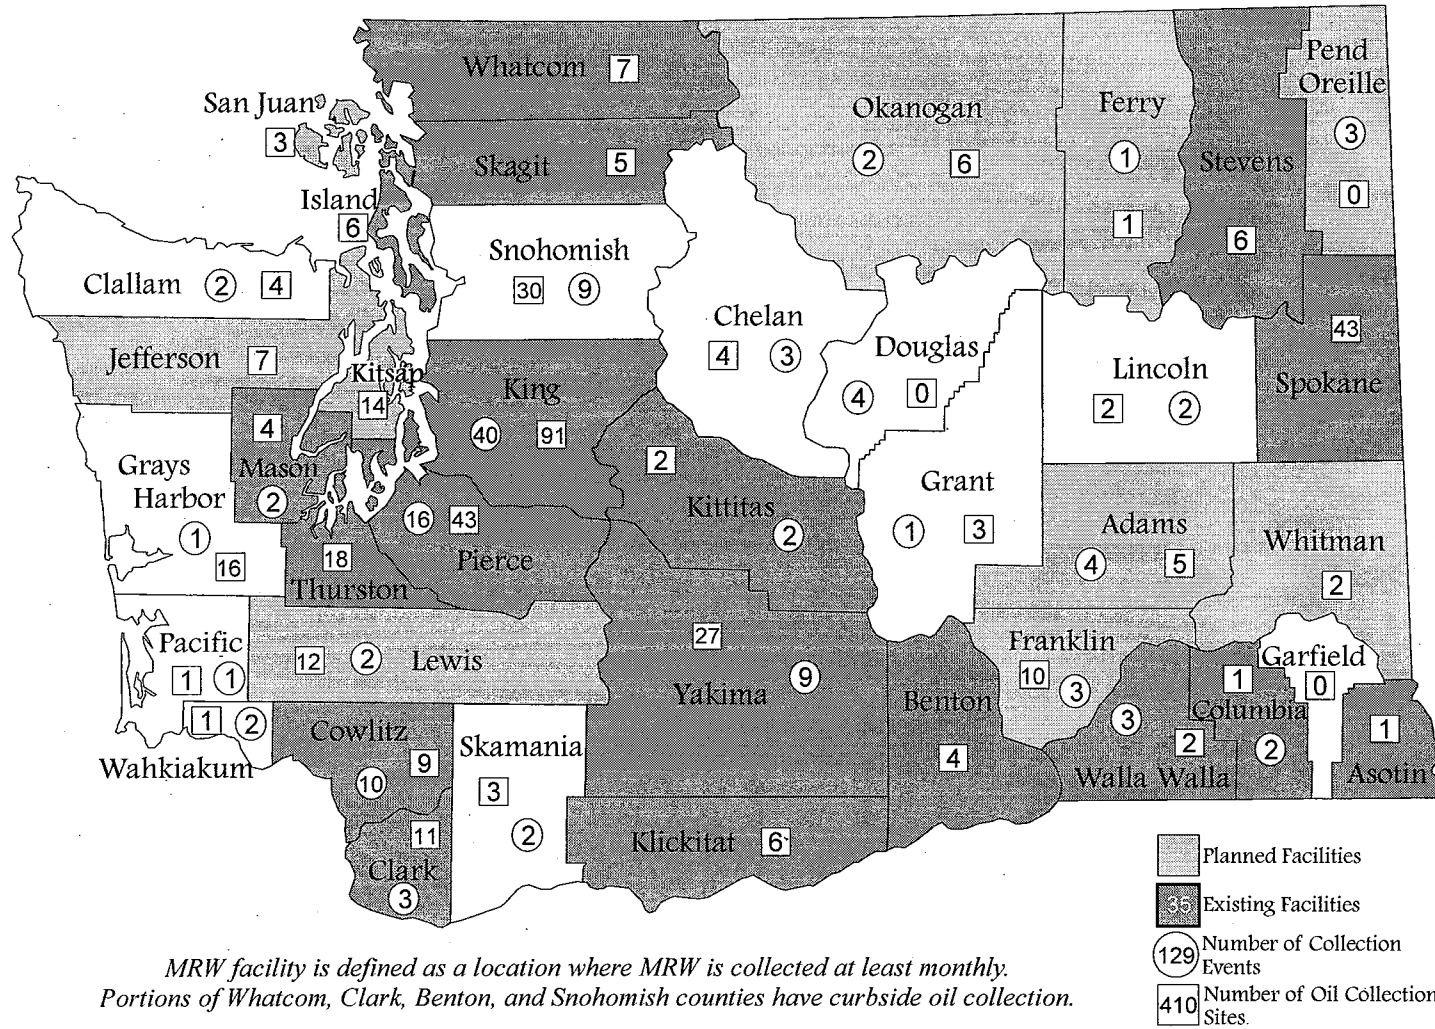 Whatcom 7
Pend
Oreille
3
0
San Juan
3
Okanogan
2 6
Ferry
1
1
Skagit 5
Stevens
6
Island
6
Snohomish
30 9
Clallam 2 4
Chelan
4 3
Douglas
4 0
43
Spokane
Jefferson 7
Kitsap
14
King
40 91
Lincoln
2 2
4
Mason
2
Grays
Harbor
1
16
2
Kittitas
2
Grant
1 3
16 43
Pierce
Adams
4 5
Whitman
2
18
Thurston
Pacific
1 1
12 2 Lewis
27
Yakima 9
Franklin
10 3
Garfield
0
1
Columbia
2
Benton
4
3
2
Walla Walla
1
Asotin
1 2
Wahkiakum
Cowlitz
9
10
Skamania
3
2
11
Clark
3
Klickitat 6
Planned Facilities
35 Existing Facilities
129 Number of Collection
Events
410 Number of Oil Collection
Sites.
MRW facility is defined as a location where MRW is collected at least monthly.
Portions of Whatcom, Clark, Benton, and Snohomish counties have curbside oil collection.